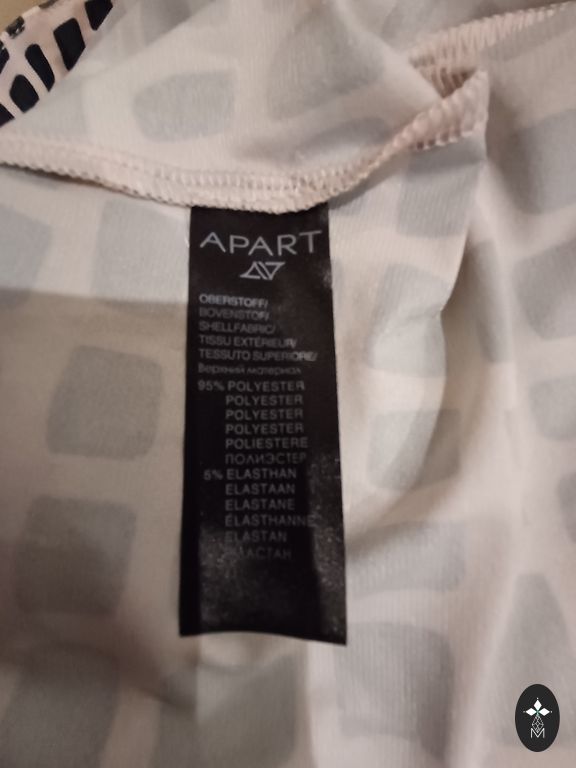 APART
OBERSTOFF/
BOVENSTOF/
SHELLFABRIC/
TISSU EXTÉRIEUR/
TESSUTO SUPERIORE/
Верхний материал
95% POLYESTER
POLYESTER
POLYESTER
POLYESTER
POLIESTERE
ПОЛИЭСТЕР
5% ELASTHAN
ELASTAAN
ELASTANE
ÉLASTHANNE
ELASTAN
ЭЛАСТАН
M